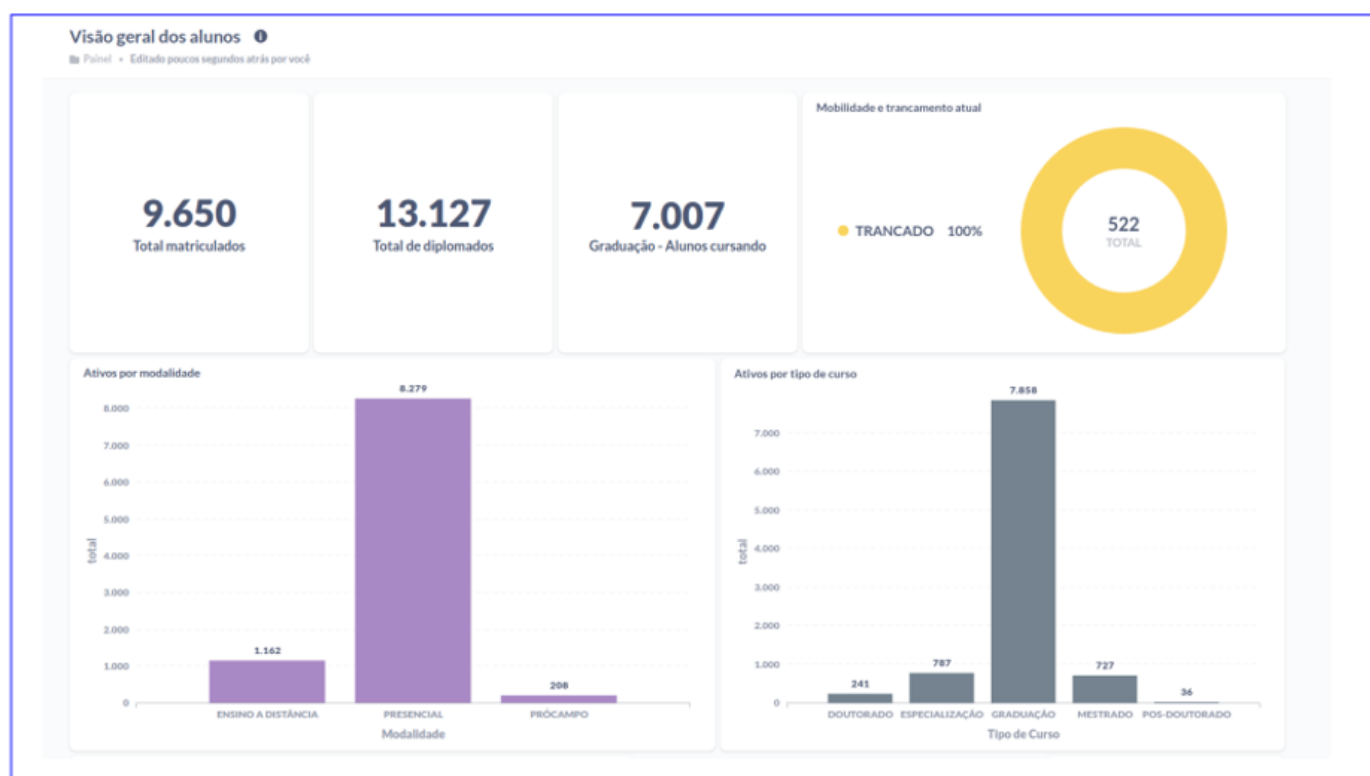 Visão geral dos alunos
Painel • Editado poucos segundos atrás por você
9.650
Total matriculados
13.127
Total de diplomados
7.007
Graduação - Alunos cursando
Mobilidade e trancamento atual
TRANCADO 100%
522
TOTAL
Ativos por modalidade
8.279
8.000
7.000
6.000
5.000
4.000
3.000
2.000
1.000
0
total
1.162
208
ENSINO A DISTÂNCIA PRESENCIAL PRÓCAMPO
Modalidade
Ativos por tipo de curso
7.858
7.000
6.000
5.000
4.000
3.000
2.000
1.000
0
total
241 787 727 36
DOUTORADO ESPECIALIZAÇÃO GRADUAÇÃO MESTRADO POS-DOUTORADO
Tipo de Curso